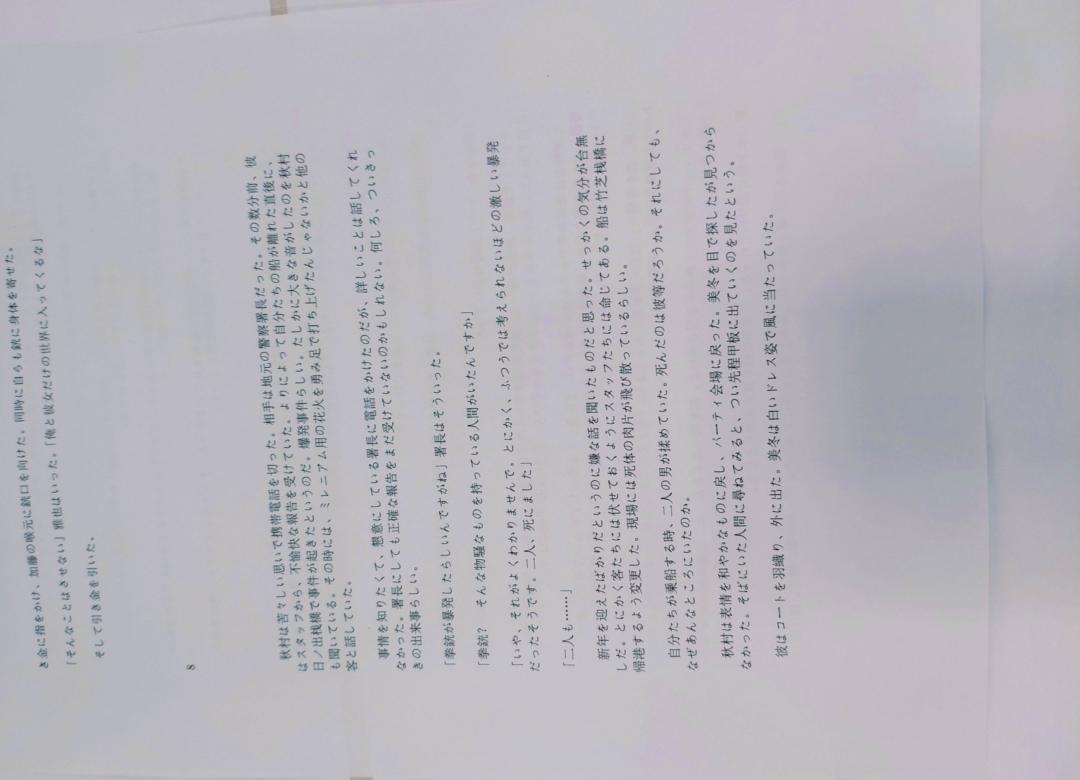 き金に指をかけ、加藤の喉元に銃口を向けた。同時に自らも銃に身体を寄せた。
「そんなことはさせない」雅也はいった。「俺と彼女だけの世界に入ってくるな」
そして引き金を引いた。
8
秋村は苦々しい思いで携帯電話を切った。相手は地元の警察署長だった。その数分前、彼
はスタッフから、不愉快な報告を受けていた。よりによって自分たちの船が離れた直後に、
日ノ出桟橋で事件が起きたというのだ。爆発事件らしい。たしかに大きな音がしたのを秋村
も聞いている。その時には、ミレニアム用の花火を勇み足で打ち上げたんじゃないかと他の
客と話していた。
事情を知りたくて、懇意にしている署長に電話をかけたのだが、詳しいことは話してくれ
なかった。署長にしても正確な報告をまだ受けていないのかもしれない。何しろ、ついさっ
きの出来事らしい。
「拳銃が暴発したらしいんですがね」署長はそういった。
「拳銃？　そんな物騒なものを持っている人間がいたんですか」
「いや、それがよくわかりませんで。とにかく、ふつうでは考えられないほどの激しい暴発
だったそうです。二人、死にました」
「二人も……」
新年を迎えたばかりだというのに嫌な話を聞いたものだと思った。せっかくの気分が台無
しだ。とにかく客たちには伏せておくようにスタッフたちには命じてある。船は竹芝桟橋に
帰港するよう変更した。現場には死体の肉片が飛び散っているらしい。
自分たちが乗船する時、二人の男が揉めていた。死んだのは彼等だろうか。それにしても、
なぜあんなところにいたのか。
秋村は表情を和やかなものに戻し、パーティ会場に戻った。美冬を目で探したが見つから
なかった。そばにいた人間に尋ねてみると、つい先程甲板に出ていくのを見たという。
彼はコートを羽織り、外に出た。美冬は白いドレス姿で風に当たっていた。